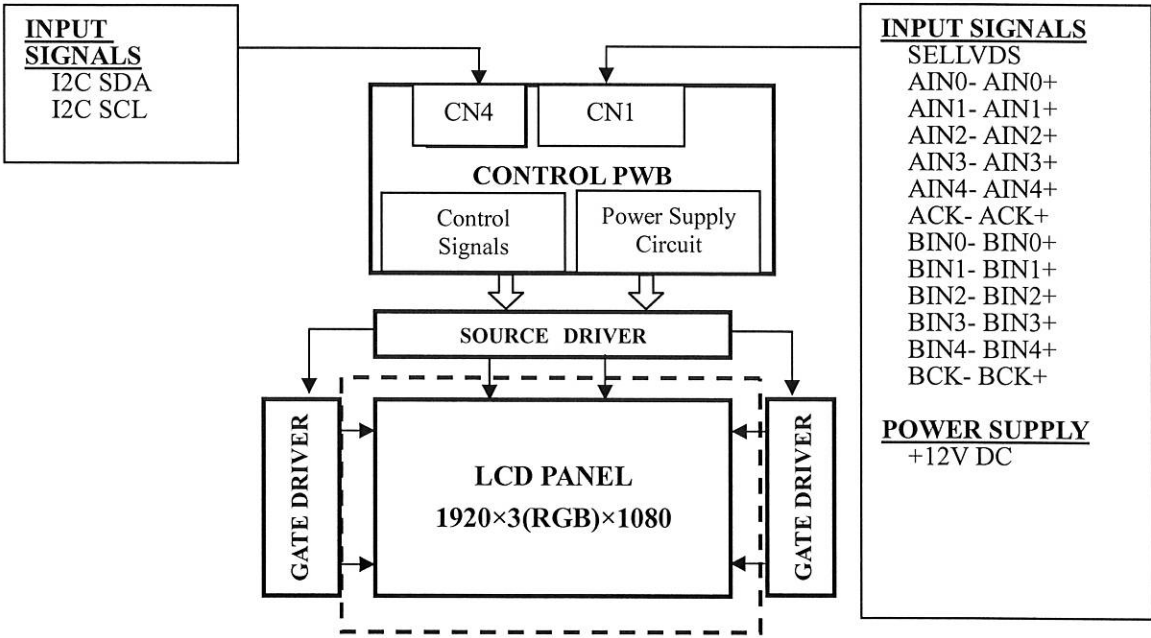 INPUT
SIGNALS
I2C SDA
I2C SCL
CN4
CN1
CONTROL PWB
Control
Signals
Power Supply
Circuit
SOURCE DRIVER
GATE DRIVER
LCD PANEL
1920×3(RGB)×1080
GATE DRIVER
INPUT SIGNALS
SELLVDS
AIN0- AIN0+
AIN1- AIN1+
AIN2- AIN2+
AIN3- AIN3+
AIN4- AIN4+
ACK- ACK+
BIN0- BIN0+
BIN1- BIN1+
BIN2- BIN2+
BIN3- BIN3+
BIN4- BIN4+
BCK- BCK+
POWER SUPPLY
+12V DC